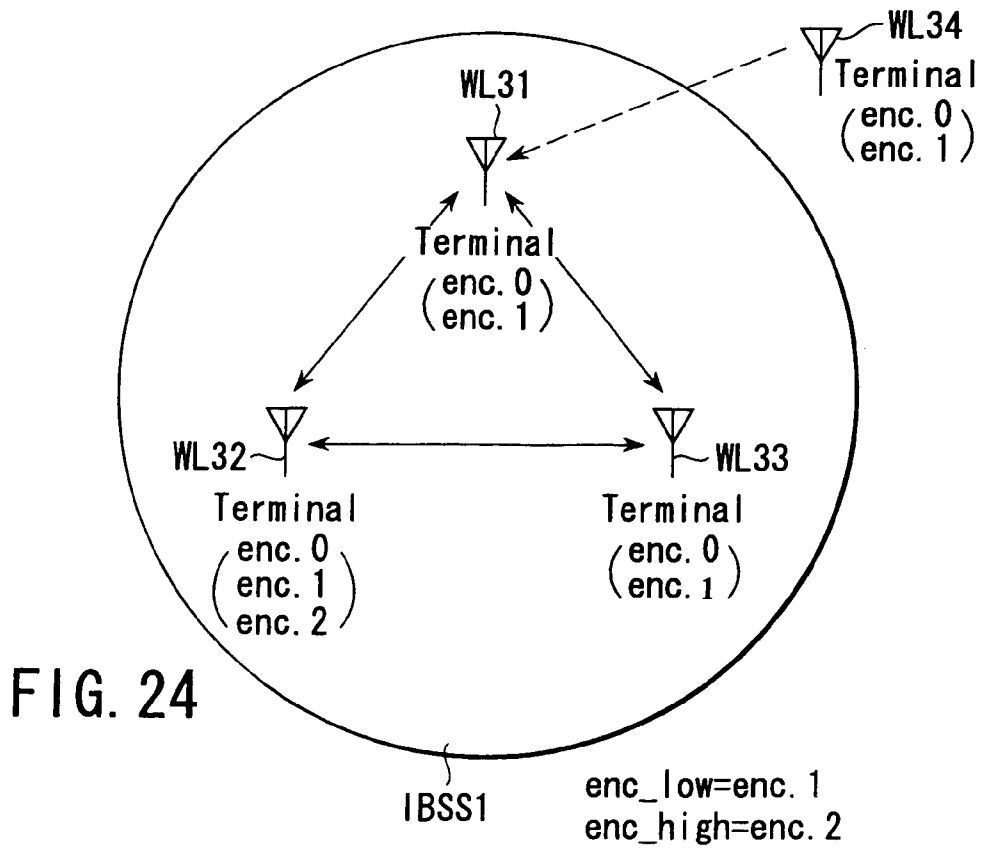 WL34
Terminal
(enc. 0
enc. 1)
WL31
Terminal
(enc. 0
enc. 1)
WL32
Terminal
(enc. 0
enc. 1
enc. 2)
WL33
Terminal
(enc. 0
enc. 1)
FIG. 24
IBSS1
enc_low=enc. 1
enc_high=enc. 2